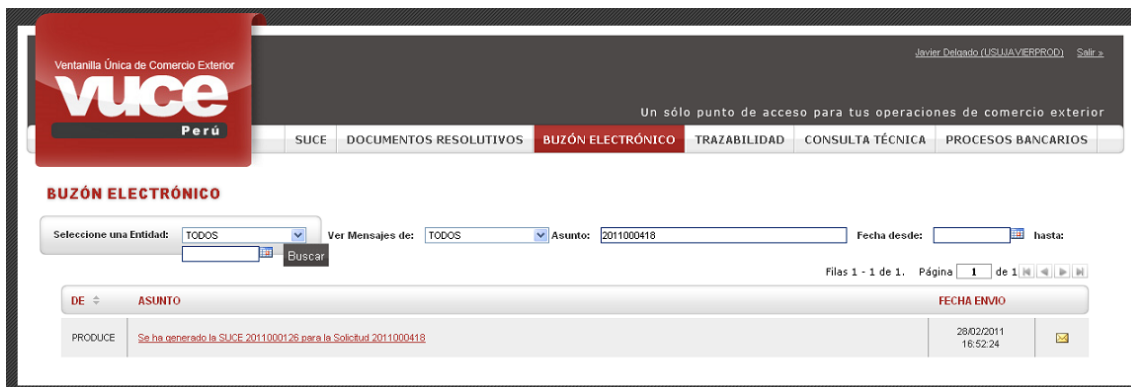 Javier Delgado (USUJAVIERPROD) Salir »
Ventanilla Única de Comercio Exterior
vuce
Perú
Un sólo punto de acceso para tus operaciones de comercio exterior
SUCE DOCUMENTOS RESOLUTIVOS BUZÓN ELECTRÓNICO TRAZABILIDAD CONSULTA TÉCNICA PROCESOS BANCARIOS
BUZÓN ELECTRÓNICO
Seleccione una Entidad: TODOS Ver Mensajes de: TODOS Asunto: 2011000418 Fecha desde: hasta:
Buscar
Filas 1 - 1 de 1. Página 1 de 1
DE ASUNTO FECHA ENVIO
PRODUCE Se ha generado la SUCE 2011000126 para la Solicitud 2011000418 28/02/2011
16:52:24